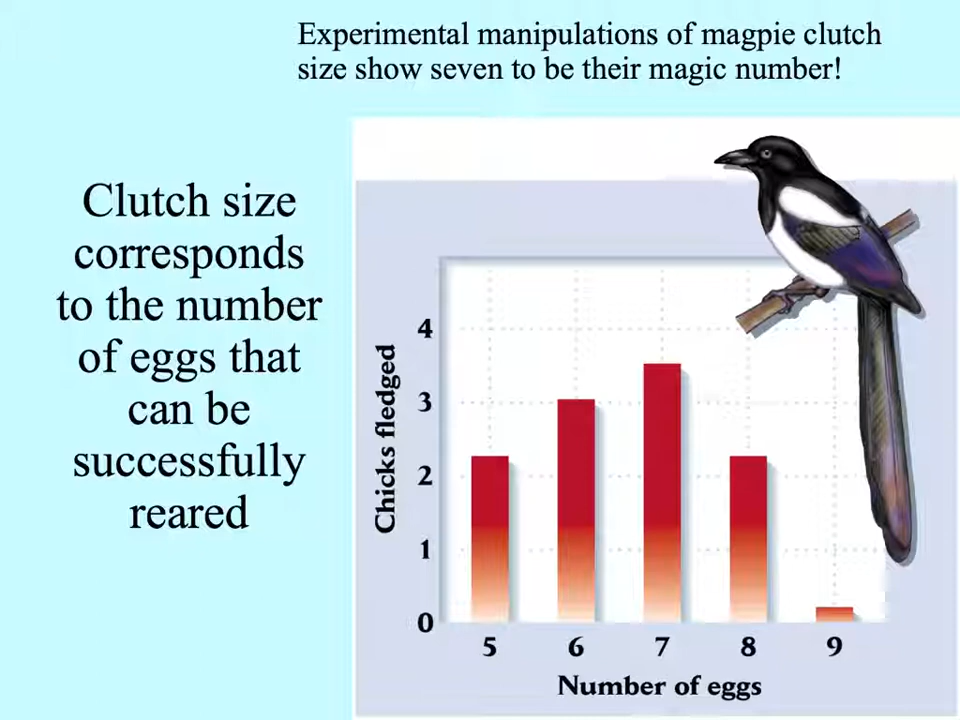 Experimental manipulations of magpie clutch
size show seven to be their magic number!
Clutch size
corresponds
to the number
of eggs that
can be
successfully
reared
Chicks fledged
4
3
2
1
0
5 6 7 8 9
Number of eggs